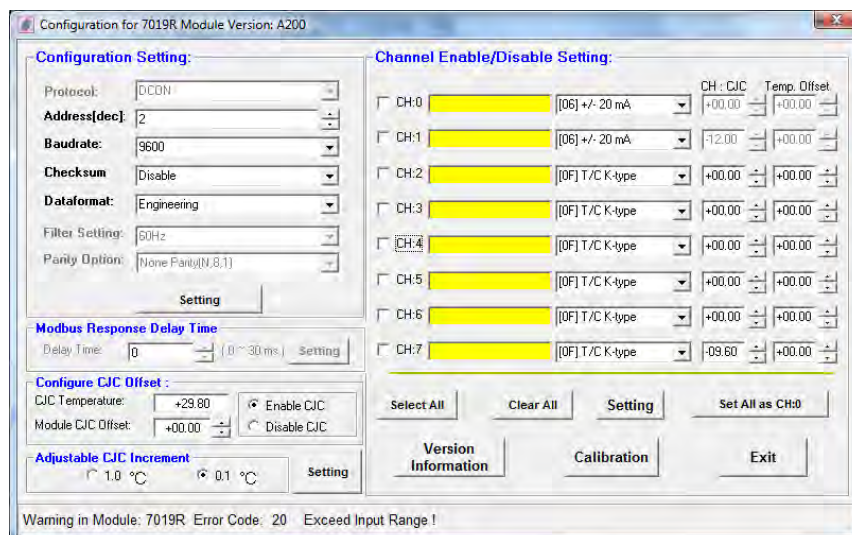 Configuration for 7019R Module Version: A200
Configuration Setting:
Protocol: DCON
Address[dec]: 2
Baudrate: 9600
Checksum Disable
Dataformat: Engineering
Filter Setting: 60Hz
Parity Option: None Parity(N,8,1)
Setting
Modbus Response Delay Time
Delay Time: 0 ( 0 ~ 30 ms ) Setting
Configure CJC Offset :
CJC Temperature: +29.80 Enable CJC
Module CJC Offset: +00.00 Disable CJC
Adjustable CJC Increment
1.0 °C 0.1 °C Setting
Channel Enable/Disable Setting:
CH : CJC Temp. Offset
CH:0 [06] +/- 20 mA +00.00 +00.00
CH:1 [06] +/- 20 mA -12.00 +00.00
CH:2 [0F] T/C K-type +00.00 +00.00
CH:3 [0F] T/C K-type +00.00 +00.00
CH:4 [0F] T/C K-type +00.00 +00.00
CH:5 [0F] T/C K-type +00.00 +00.00
CH:6 [0F] T/C K-type +00.00 +00.00
CH:7 [0F] T/C K-type -09.60 +00.00
Select All Clear All Setting Set All as CH:0
Version Information Calibration Exit
Warning in Module: 7019R Error Code: 20 Exceed Input Range !